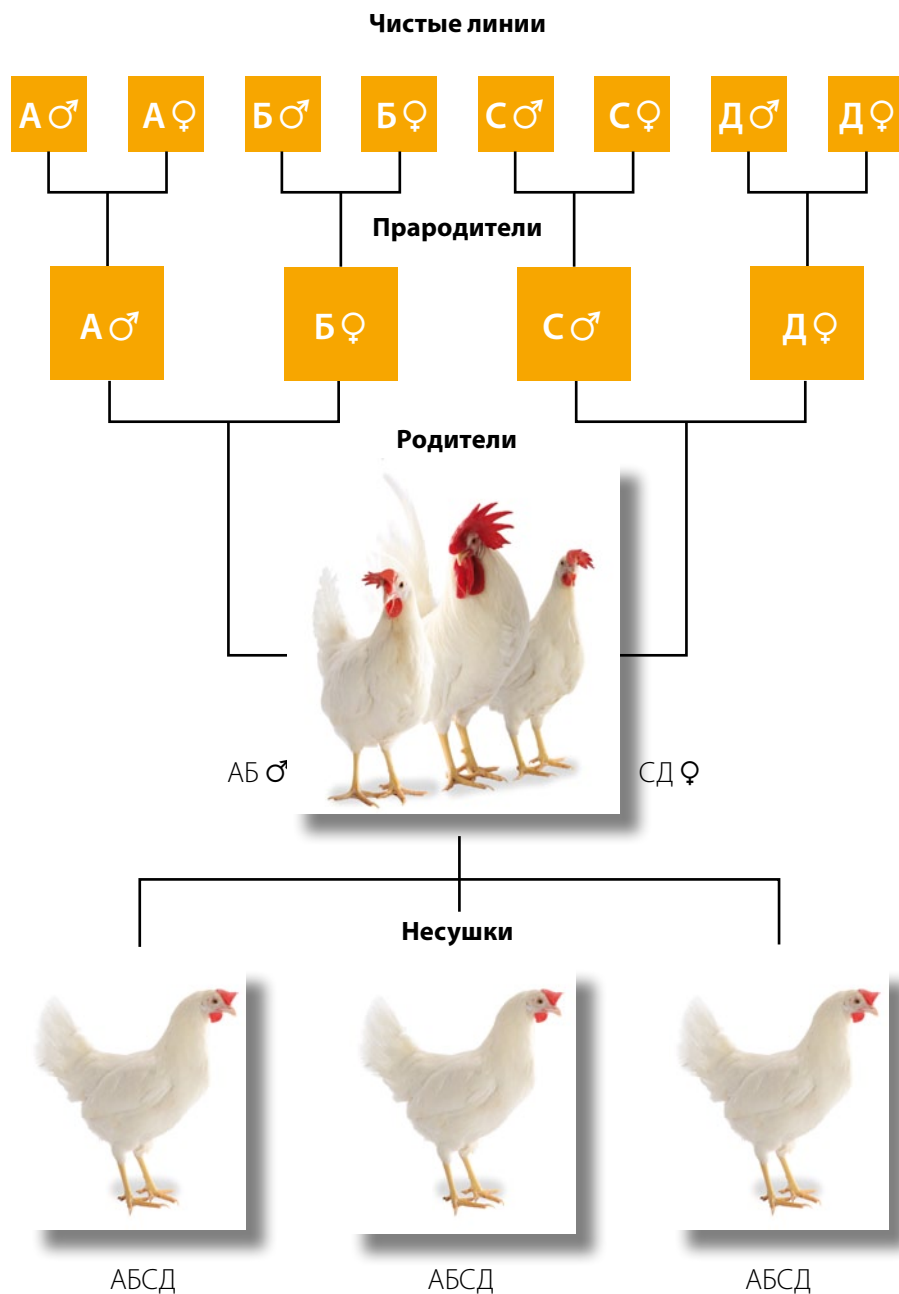 Чистые линии
А♂ А♀ Б♂ Б♀ С♂ С♀ Д♂ Д♀
Прародители
А♂ Б♀ С♂ Д♀
Родители
АБ ♂ СД ♀
Несушки
АБСД АБСД АБСД